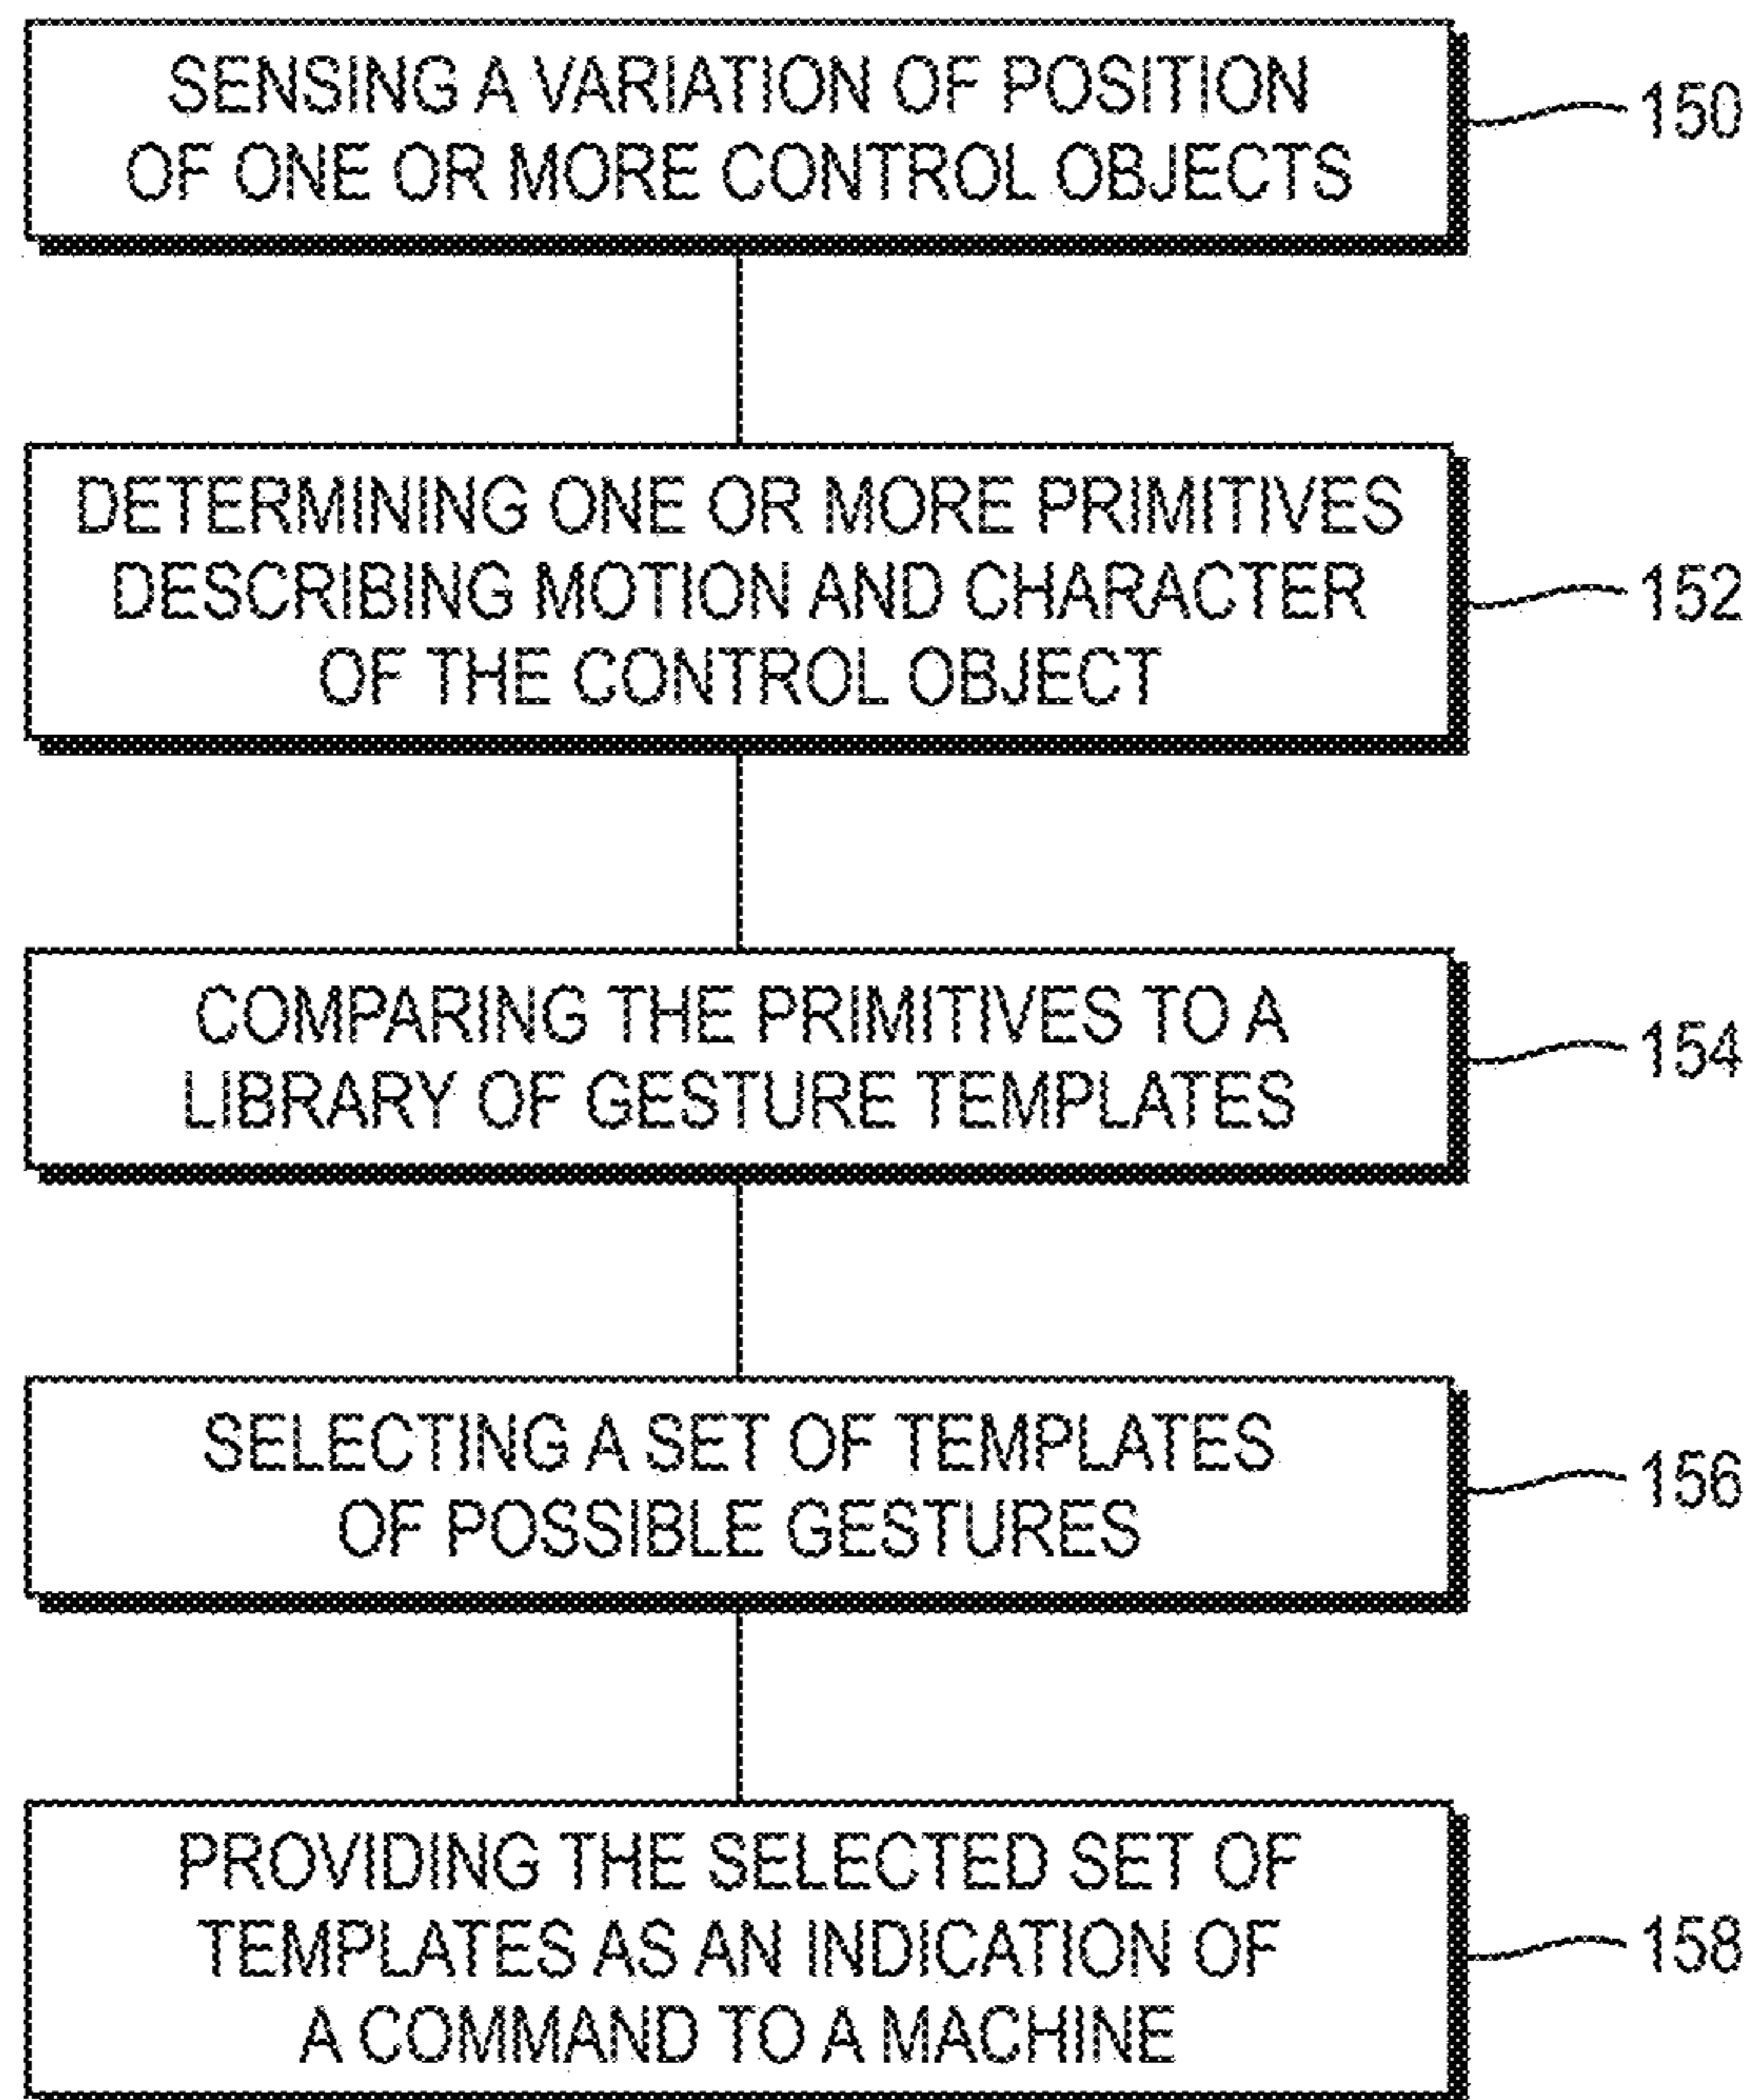 SENSING A VARIATION OF POSITION
OF ONE OR MORE CONTROL OBJECTS
150
DETERMINING ONE OR MORE PRIMITIVES
DESCRIBING MOTION AND CHARACTER
OF THE CONTROL OBJECT
152
COMPARING THE PRIMITIVES TO A
LIBRARY OF GESTURE TEMPLATES
154
SELECTING A SET OF TEMPLATES
OF POSSIBLE GESTURES
156
PROVIDING THE SELECTED SET OF
TEMPLATES AS AN INDICATION OF
A COMMAND TO A MACHINE
158